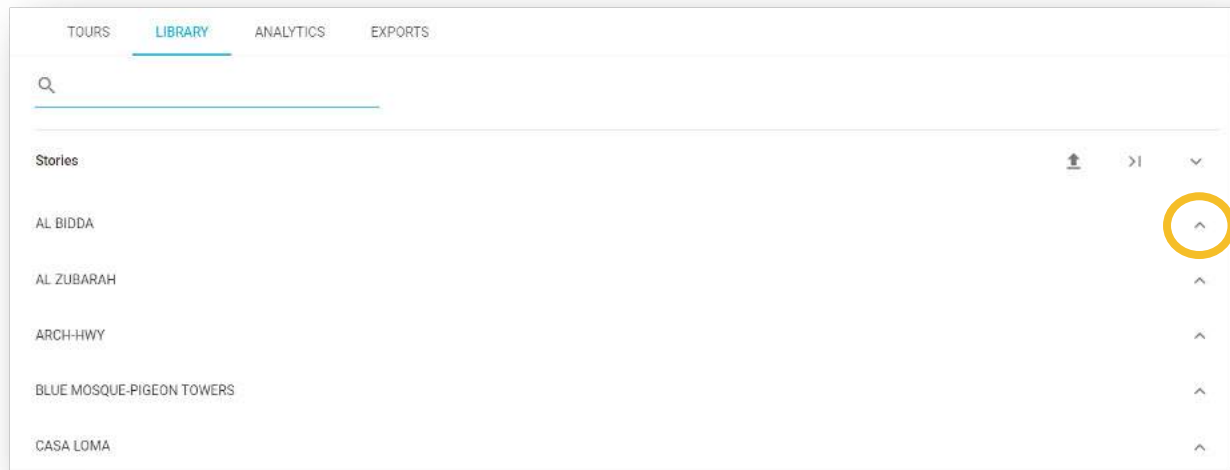 TOURS LIBRARY ANALYTICS EXPORTS
Stories
AL BIDDA
AL ZUBARAH
ARCH-HWY
BLUE MOSQUE-PIGEON TOWERS
CASA LOMA